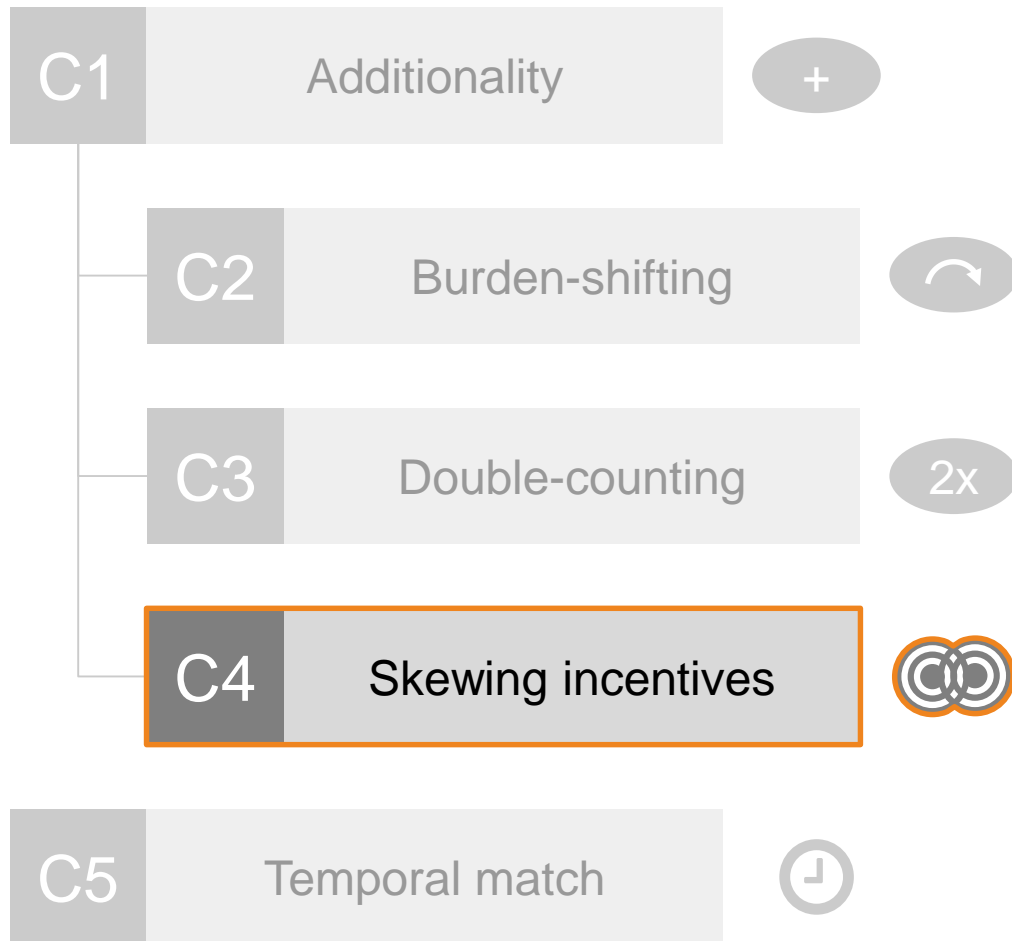 C1 Additionality +
C2 Burden-shifting
C3 Double-counting 2x
C4 Skewing incentives
C5 Temporal match